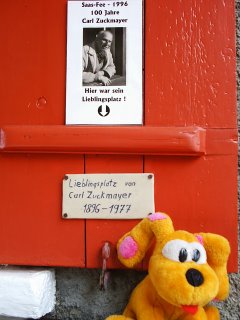 Saas-Fee - 1996
100 Jahre
Carl Zuckmayer
Hier war sein
Lieblingsplatz !
Lieblingsplatz von
Carl Zuckmayer
1896-1977